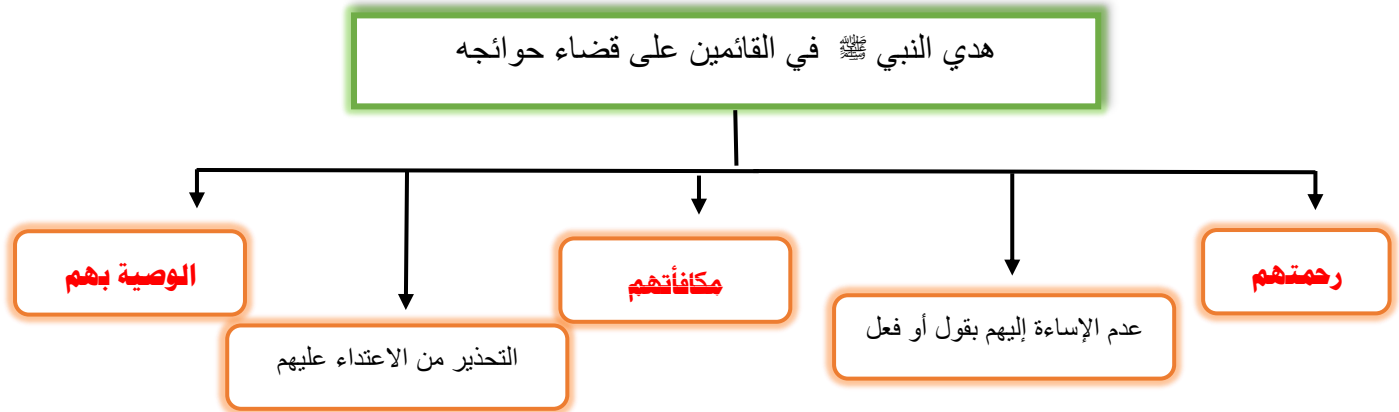 هدي النبي ﷺ في القائمين على قضاء حوائجه
رحمتهم
عدم الإساءة إليهم بقول أو فعل
مكافأتهم
التحذير من الاعتداء عليهم
الوصية بهم